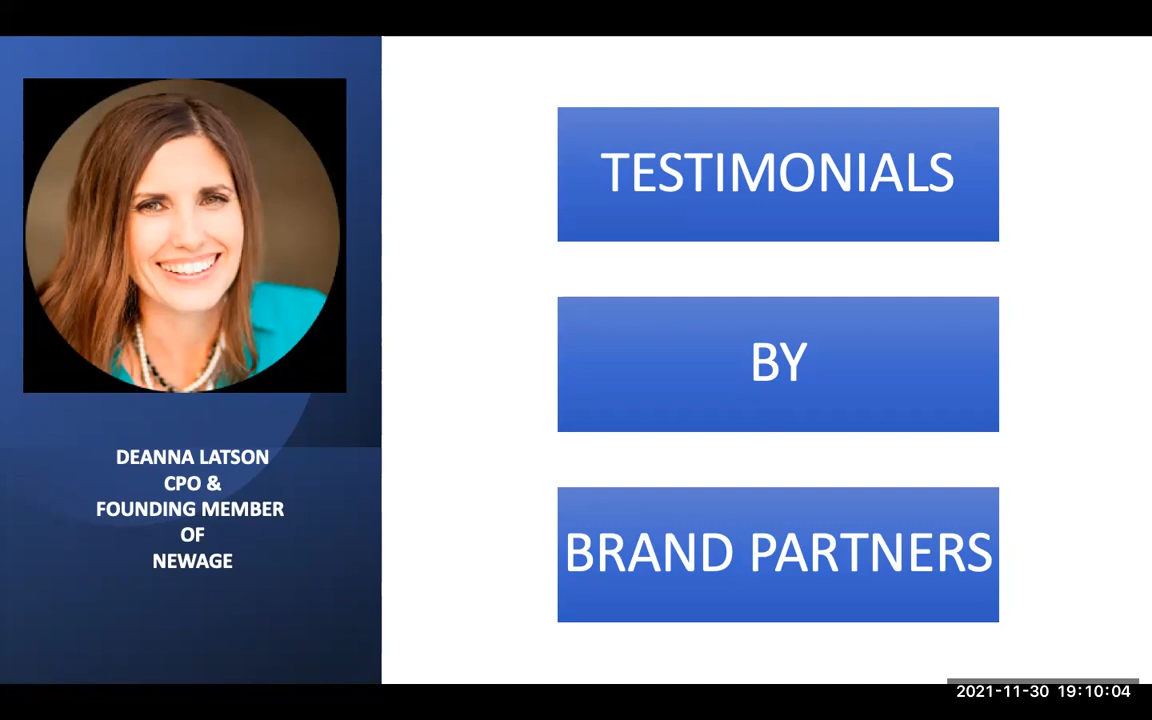 DEANNA LATSON
CPO &
FOUNDING MEMBER
OF
NEWAGE
TESTIMONIALS
BY
BRAND PARTNERS
2021-11-30 19:10:04